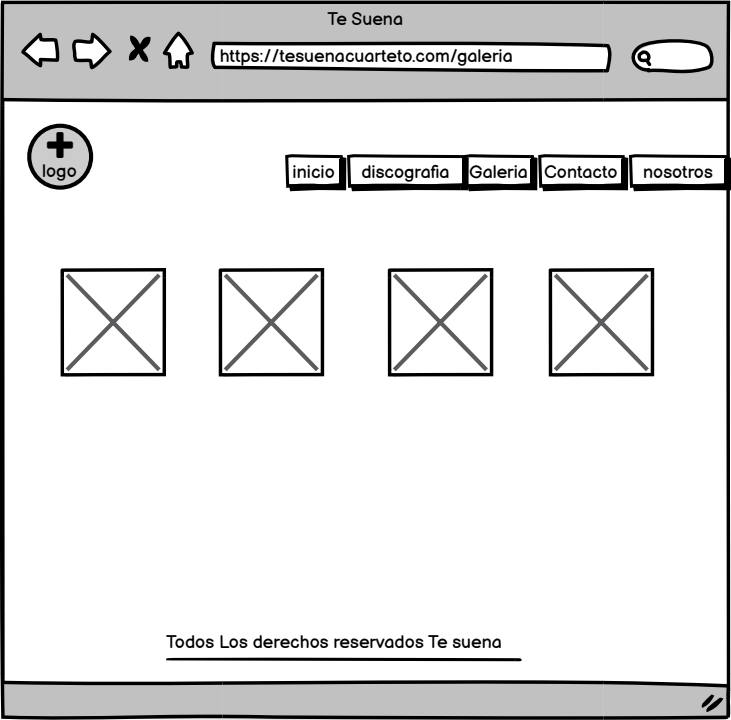 Te Suena
https://tesuenacuarteto.com/galeria
logo
inicio discografia Galeria Contacto nosotros
Todos Los derechos reservados Te suena